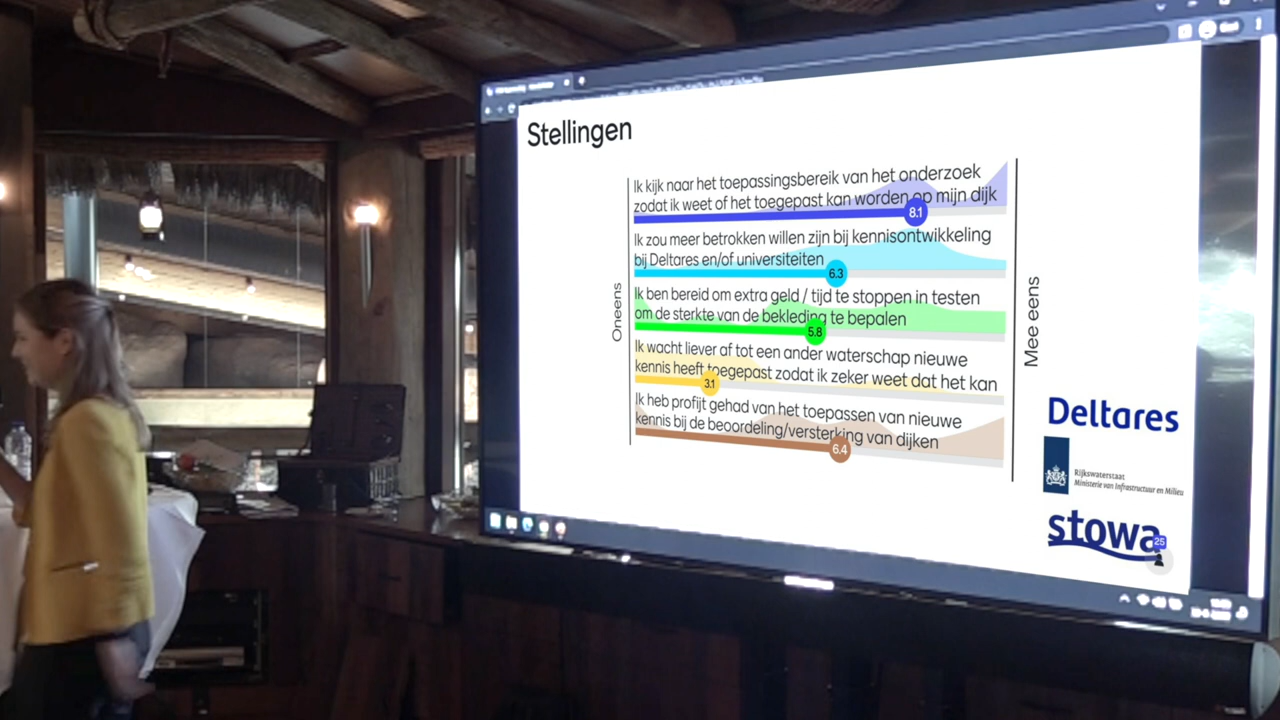 Stellingen
Ik kijk naar het toepassingsbereik van het onderzoek
zodat ik weet of het toegepast kan worden op mijn dijk
8.1
Ik zou meer betrokken willen zijn bij kennisontwikkeling
bij Deltares en/of universiteiten
6.3
Ik ben bereid om extra geld / tijd te stoppen in testen
om de sterkte van de bekleding te bepalen
5.8
Ik wacht liever af tot een ander waterschap nieuwe
kennis heeft toegepast zodat ik zeker weet dat het kan
3.1
Ik heb profijt gehad van het toepassen van nieuwe
kennis bij de beoordeling/versterking van dijken
6.4
Oneens
Mee eens
Deltares
Rijkswaterstaat
Ministerie van Infrastructuur en Milieu
stowa
25